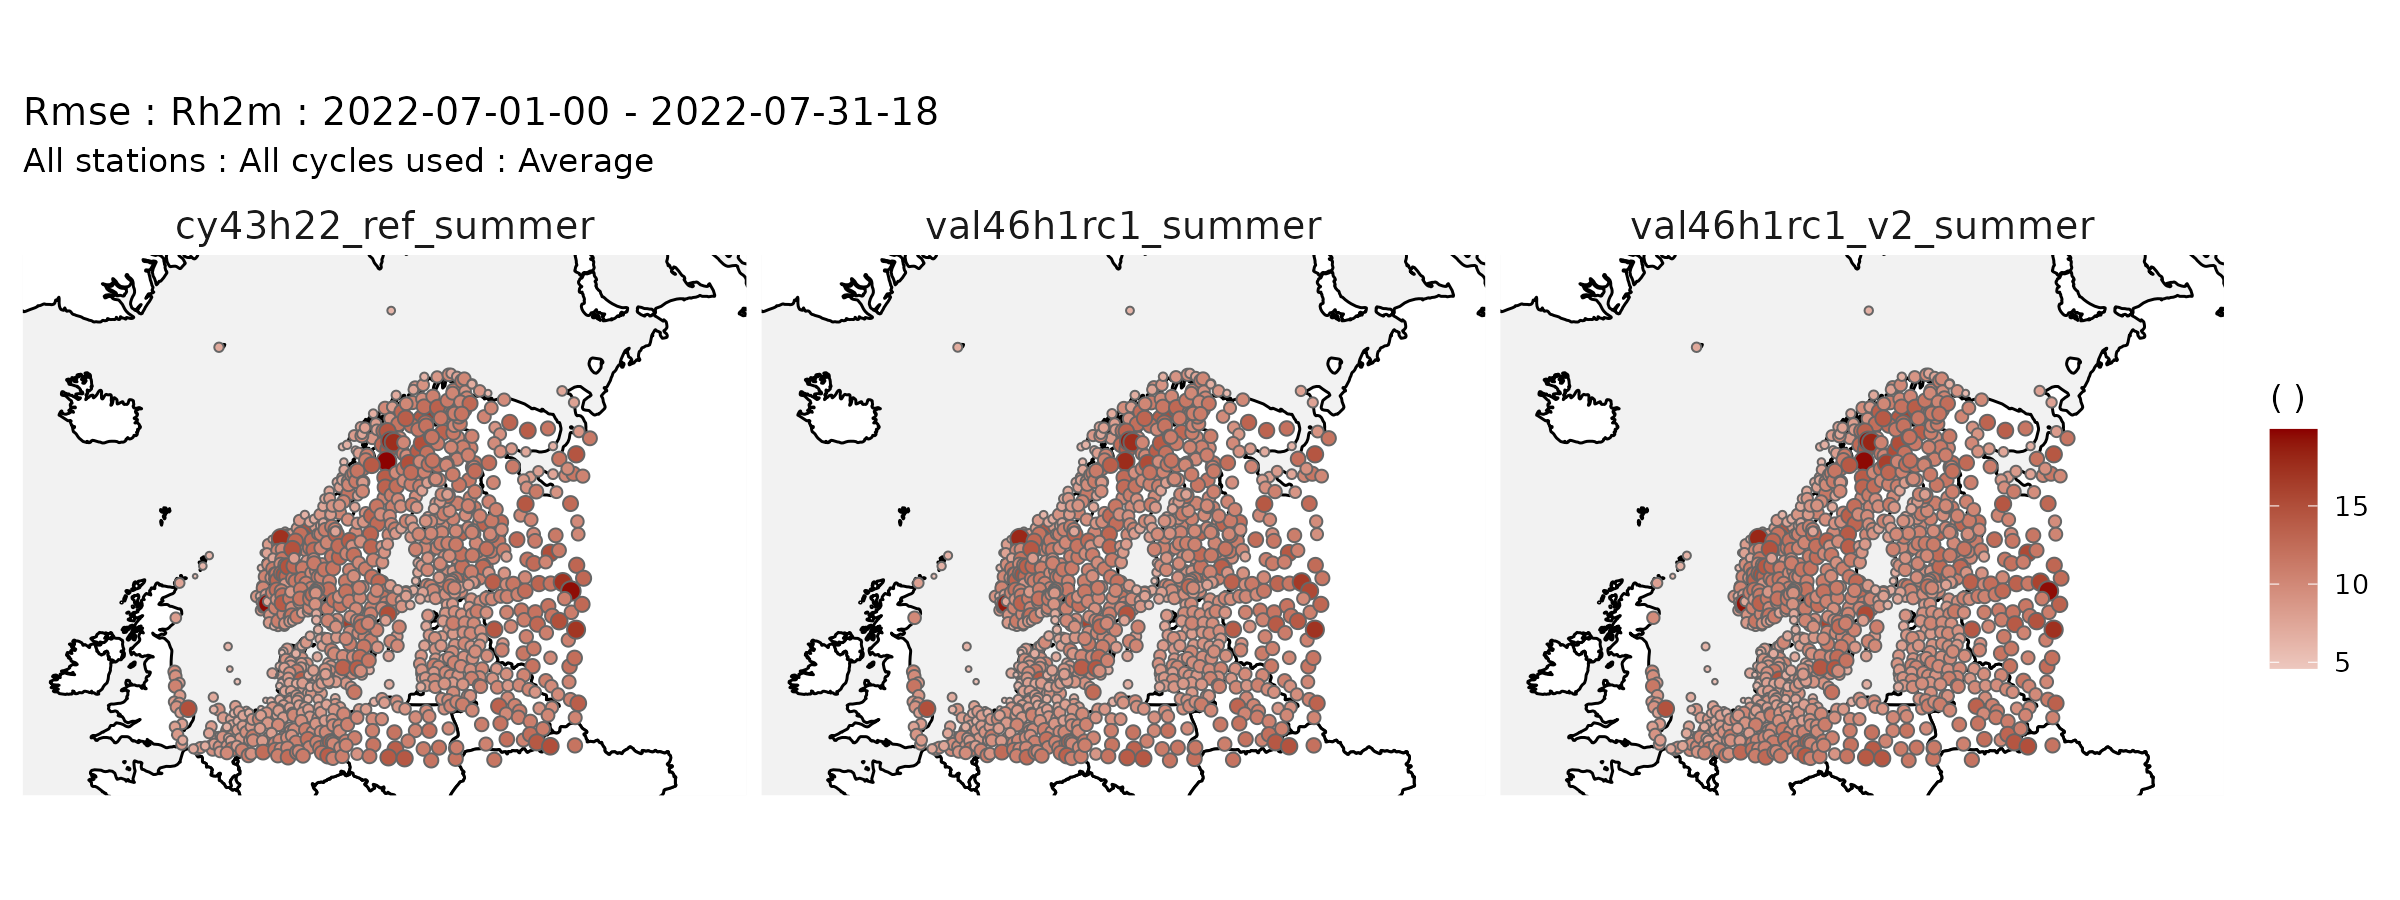 Rmse : Rh2m : 2022-07-01-00 - 2022-07-31-18
All stations : All cycles used : Average
cy43h22_ref_summer
val46h1rc1_summer
val46h1rc1_v2_summer
( )
15
10
5